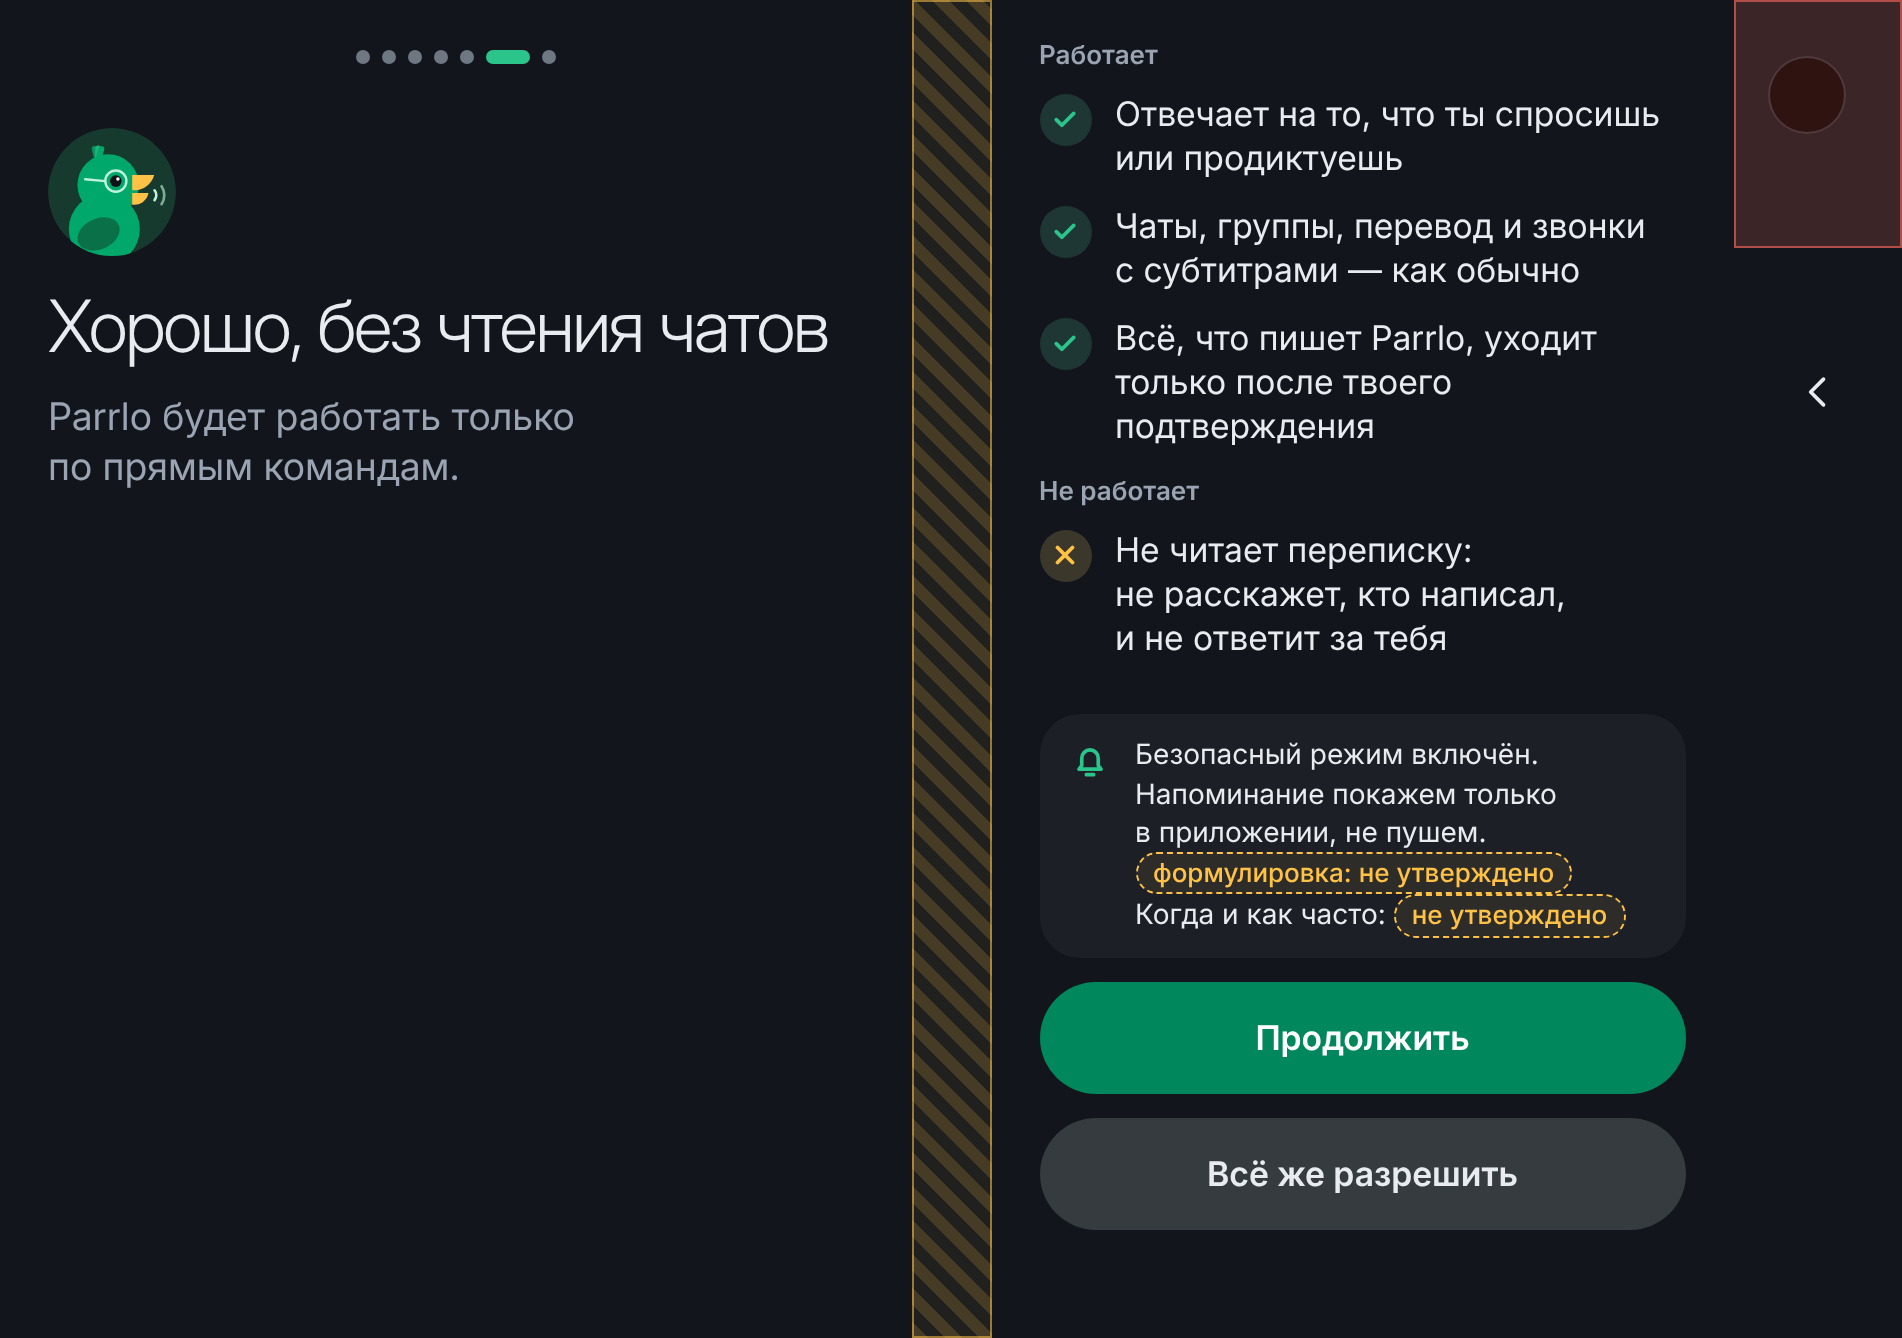 Хорошо, без чтения чатов
Parrlo будет работать только
по прямым командам.
Работает
Отвечает на то, что ты спросишь
или продиктуешь
Чаты, группы, перевод и звонки
с субтитрами — как обычно
Всё, что пишет Parrlo, уходит
только после твоего
подтверждения
Не работает
Не читает переписку:
не расскажет, кто написал,
и не ответит за тебя
Безопасный режим включён.
Напоминание покажем только
в приложении, не пушем.
формулировка: не утверждено
Когда и как часто: не утверждено
Продолжить
Всё же разрешить